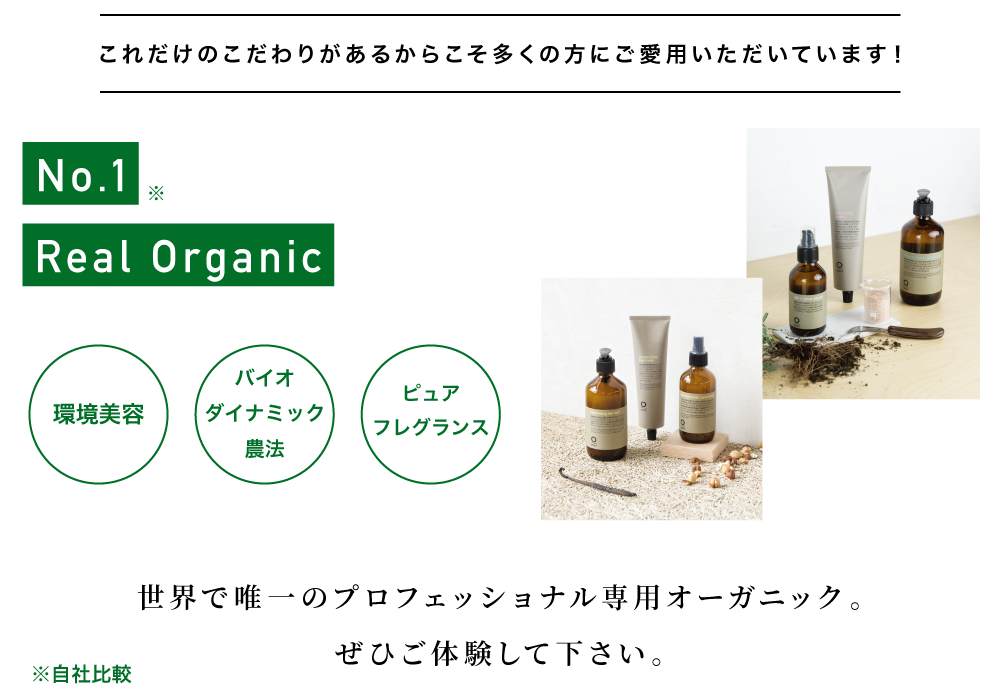 これだけのこだわりがあるからこそ多くの方にご愛用いただいています!
No.1
※
Real Organic
環境美容
バイオ
ダイナミック
農法
ピュア
フレグランス
世界で唯一のプロフェッショナル専用オーガニック。
ぜひご体験して下さい。
※自社比較